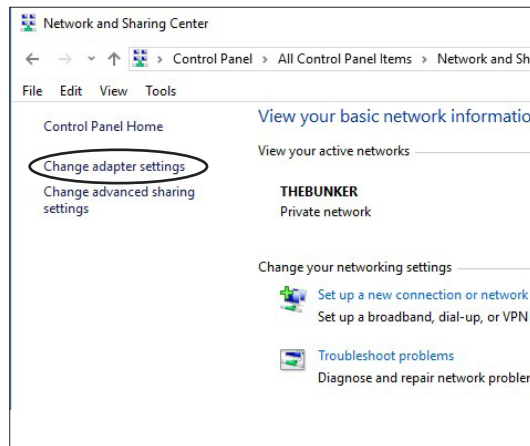 Network and Sharing Center
Control Panel > All Control Panel Items > Network and Sh
File Edit View Tools
Control Panel Home
Change adapter settings
Change advanced sharing
settings
View your basic network informatio
View your active networks
THEBUNKER
Private network
Change your networking settings
Set up a new connection or network
Set up a broadband, dial-up, or VPN
Troubleshoot problems
Diagnose and repair network probler